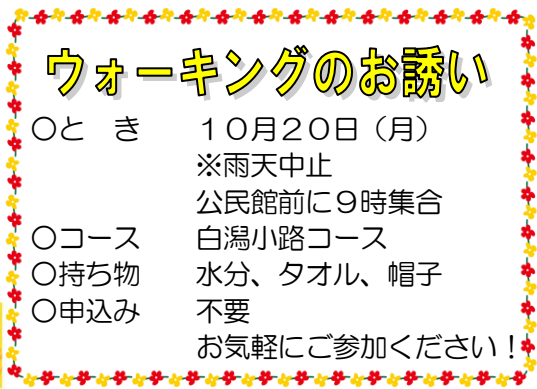 ウォーキングのお誘い
〇と　き　　１０月２０日（月）
※雨天中止
公民館前に９時集合
〇コース　　白潟小路コース
〇持ち物　　水分、タオル、帽子
〇申込み　　不要
お気軽にご参加ください！